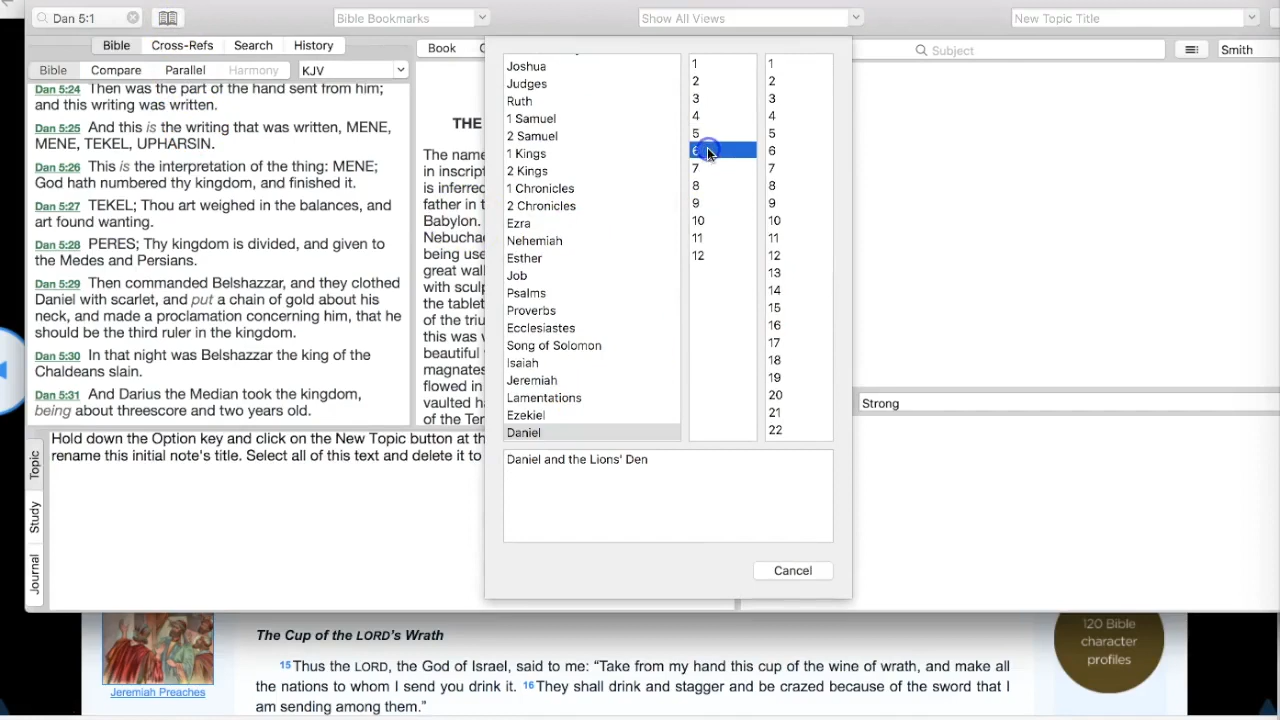 Dan 5:1
Bible Bookmarks
Show All Views
New Topic Title
Bible Cross-Refs Search History
Book
Subject
Smith
Bible Compare Parallel Harmony KJV
Dan 5:24 Then was the part of the hand sent from him;
and this writing was written.
Dan 5:25 And this is the writing that was written, MENE,
MENE, TEKEL, UPHARSIN.
Dan 5:26 This is the interpretation of the thing: MENE;
God hath numbered thy kingdom, and finished it.
Dan 5:27 TEKEL; Thou art weighed in the balances, and
art found wanting.
Dan 5:28 PERES; Thy kingdom is divided, and given to
the Medes and Persians.
Dan 5:29 Then commanded Belshazzar, and they clothed
Daniel with scarlet, and put a chain of gold about his
neck, and made a proclamation concerning him, that he
should be the third ruler in the kingdom.
Dan 5:30 In that night was Belshazzar the king of the
Chaldeans slain.
Dan 5:31 And Darius the Median took the kingdom,
being about threescore and two years old.
THE
The name
in inscript
is inferred
father in t
Babylon.
Nebuchae
being use
great wall
with sculp
the tablet
of the triu
this was v
beautiful
magnates
flowed in
vaulted ha
of the Ter
Joshua
Judges
Ruth
1 Samuel
2 Samuel
1 Kings
2 Kings
1 Chronicles
2 Chronicles
Ezra
Nehemiah
Esther
Job
Psalms
Proverbs
Ecclesiastes
Song of Solomon
Isaiah
Jeremiah
Lamentations
Ezekiel
Daniel
1
2
3
4
5
6
7
8
9
10
11
12
1
2
3
4
5
6
7
8
9
10
11
12
13
14
15
16
17
18
19
20
21
22
Daniel and the Lions' Den
Cancel
Strong
Topic
Study
Journal
Hold down the Option key and click on the New Topic button at th
rename this initial note's title. Select all of this text and delete it to
Jeremiah Preaches
The Cup of the LORD's Wrath
15 Thus the LORD, the God of Israel, said to me: “Take from my hand this cup of the wine of wrath, and make all
the nations to whom I send you drink it. 16 They shall drink and stagger and be crazed because of the sword that I
am sending among them.”
120 Bible
character
profiles